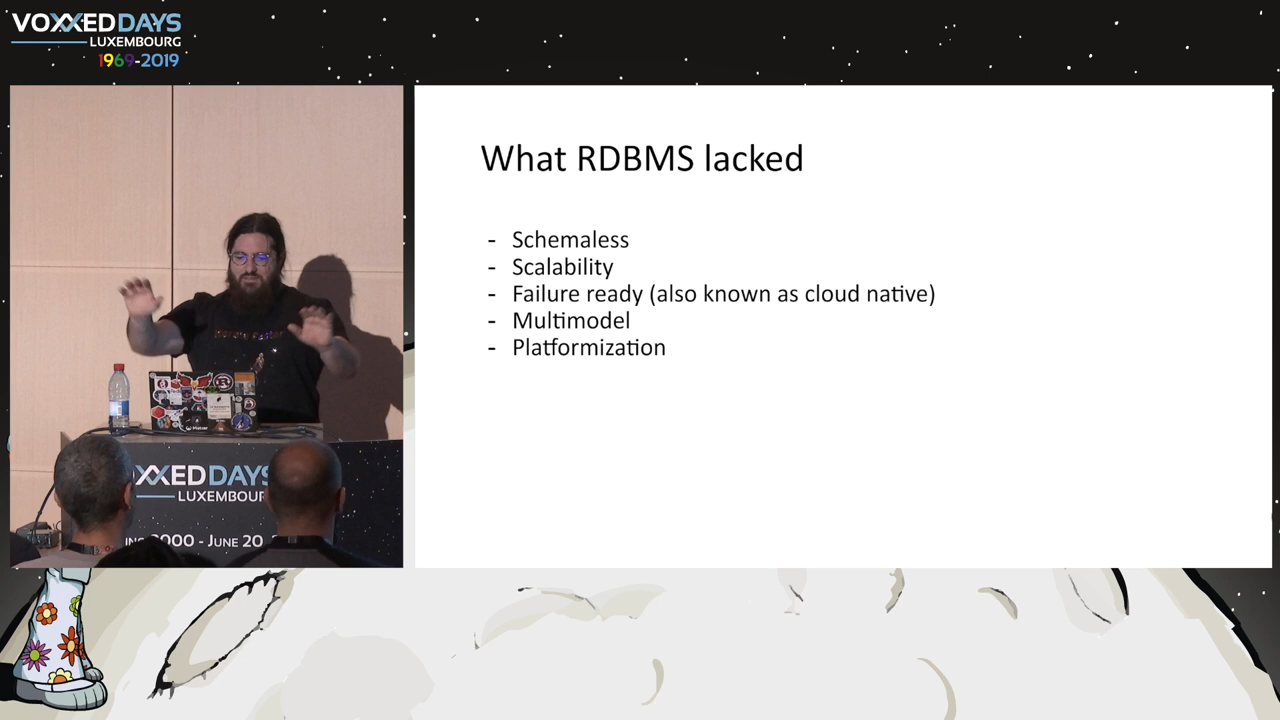 VOXXEDDAYS
LUXEMBOURG
1969-2019
What RDBMS lacked
- Schemaless
- Scalability
- Failure ready (also known as cloud native)
- Multimodel
- Platformization
XXEDDAYS
LUXEMBOUR
2000 - JUNE 20